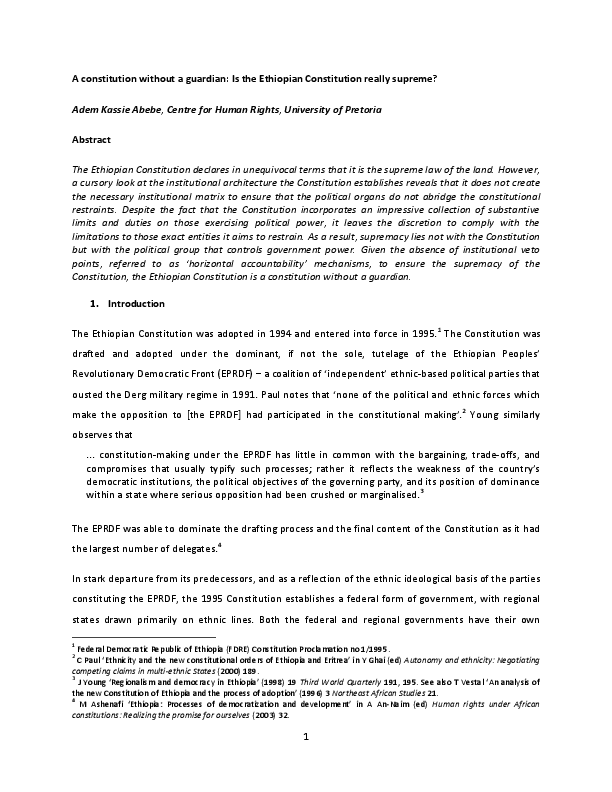 A constitution without a guardian: Is the Ethiopian Constitution really supreme?
Adem Kassie Abebe, Centre for Human Rights, University of Pretoria
Abstract
The Ethiopian Constitution declares in unequivocal terms that it is the supreme law of the land. However,
a cursory look at the institutional architecture the Constitution establishes reveals that it does not create
the necessary institutional matrix to ensure that the political organs do not abridge the constitutional
restraints. Despite the fact that the Constitution incorporates an impressive collection of substantive
limits and duties on those exercising political power, it leaves the discretion to comply with the
limitations to those exact entities it aims to restrain. As a result, supremacy lies not with the Constitution
but with the political group that controls government power. Given the absence of institutional veto
points, referred to as ‘horizontal accountability’ mechanisms, to ensure the supremacy of the
Constitution, the Ethiopian Constitution is a constitution without a guardian.
1. Introduction
The Ethiopian Constitution was adopted in 1994 and entered into force in 1995.1 The Constitution was
drafted and adopted under the dominant, if not the sole, tutelage of the Ethiopian Peoples’
Revolutionary Democratic Front (EPRDF) – a coalition of ‘independent’ ethnic-based political parties that
ousted the Derg military regime in 1991. Paul notes that ‘none of the political and ethnic forces which
make the opposition to [the EPRDF] had participated in the constitutional making’.2 Young similarly
observes that
... constitution-making under the EPRDF has little in common with the bargaining, trade-offs, and
compromises that usually typify such processes; rather it reflects the weakness of the country’s
democratic institutions, the political objectives of the governing party, and its position of dominance
within a state where serious opposition had been crushed or marginalised.3
The EPRDF was able to dominate the drafting process and the final content of the Constitution as it had
the largest number of delegates.4
In stark departure from its predecessors, and as a reflection of the ethnic ideological basis of the parties
constituting the EPRDF, the 1995 Constitution establishes a federal form of government, with regional
states drawn primarily on ethnic lines. Both the federal and regional governments have their own
1 Federal Democratic Republic of Ethiopia (FDRE) Constitution Proclamation no 1/1995.
2 C Paul ‘Ethnicity and the new constitutional orders of Ethiopia and Eritrea’ in Y Ghai (ed) Autonomy and ethnicity: Negotiating
competing claims in multi-ethnic States (2000) 189.
3 J Young ‘Regionalism and democracy in Ethiopia’ (1998) 19 Third World Quarterly 191, 195. See also T Vestal ‘An analysis of
the new Constitution of Ethiopia and the process of adoption’ (1996) 3 Northeast African Studies 21.
4 M Ashenafi ‘Ethiopia: Processes of democratization and development’ in A An-Naim (ed) Human rights under African
constitutions: Realizing the promise for ourselves (2003) 32.
1